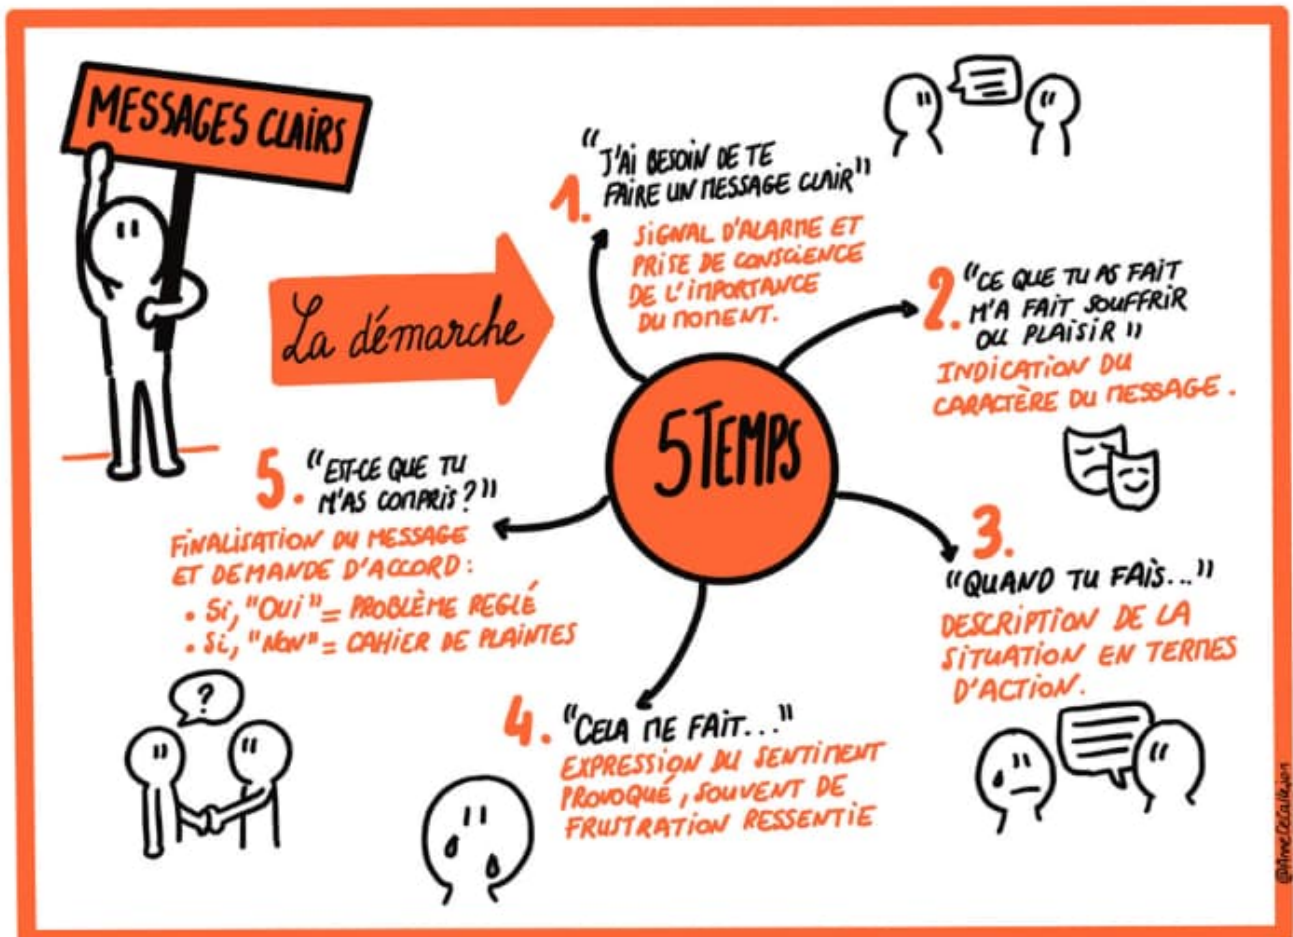 MESSAGES CLAIRS
La démarche
5 TEMPS
1.
"J'AI BESOIN DE TE
FAIRE UN MESSAGE CLAIR"
SIGNAL D'ALARME ET
PRISE DE CONSCIENCE
DE L'IMPORTANCE
DU MOMENT.
2.
"CE QUE TU AS FAIT
M'A FAIT SOUFFRIR
OU PLAISIR"
INDICATION DU
CARACTÈRE DU MESSAGE.
3.
"QUAND TU FAIS..."
DESCRIPTION DE LA
SITUATION EN TERMES
D'ACTION.
4.
"CELA ME FAIT..."
EXPRESSION DU SENTIMENT
PROVOQUÉ, SOUVENT DE
FRUSTRATION RESSENTIE
5.
"EST-CE QUE TU
M'AS COMPRIS?"
FINALISATION DU MESSAGE
ET DEMANDE D'ACCORD:
• Si, "OUI" = PROBLÈME REGLÉ
• Si, "NON" = CAHIER DE PLAINTES
?